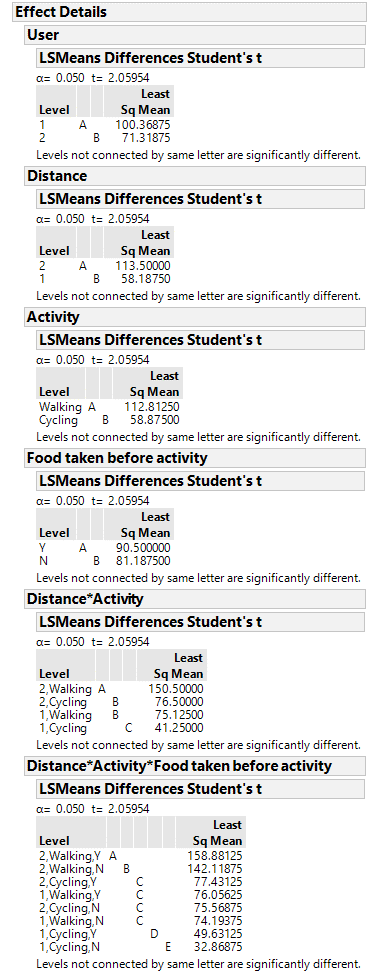 Effect Details
User
LSMeans Differences Student's t
α= 0.050 t= 2.05954
Least
Level Sq Mean
1 A 100.36875
2 B 71.31875
Levels not connected by same letter are significantly different.
Distance
LSMeans Differences Student's t
α= 0.050 t= 2.05954
Least
Level Sq Mean
2 A 113.50000
1 B 58.18750
Levels not connected by same letter are significantly different.
Activity
LSMeans Differences Student's t
α= 0.050 t= 2.05954
Least
Level Sq Mean
Walking A 112.81250
Cycling B 58.87500
Levels not connected by same letter are significantly different.
Food taken before activity
LSMeans Differences Student's t
α= 0.050 t= 2.05954
Least
Level Sq Mean
Y A 90.500000
N B 81.187500
Levels not connected by same letter are significantly different.
Distance*Activity
LSMeans Differences Student's t
α= 0.050 t= 2.05954
Least
Level Sq Mean
2,Walking A 150.50000
2,Cycling B 76.50000
1,Walking B 75.12500
1,Cycling C 41.25000
Levels not connected by same letter are significantly different.
Distance*Activity*Food taken before activity
LSMeans Differences Student's t
α= 0.050 t= 2.05954
Least
Level Sq Mean
2,Walking,Y A 158.88125
2,Walking,N B 142.11875
2,Cycling,Y C 77.43125
1,Walking,Y C 76.05625
2,Cycling,N C 75.56875
1,Walking,N C 74.19375
1,Cycling,Y D 49.63125
1,Cycling,N E 32.86875
Levels not connected by same letter are significantly different.